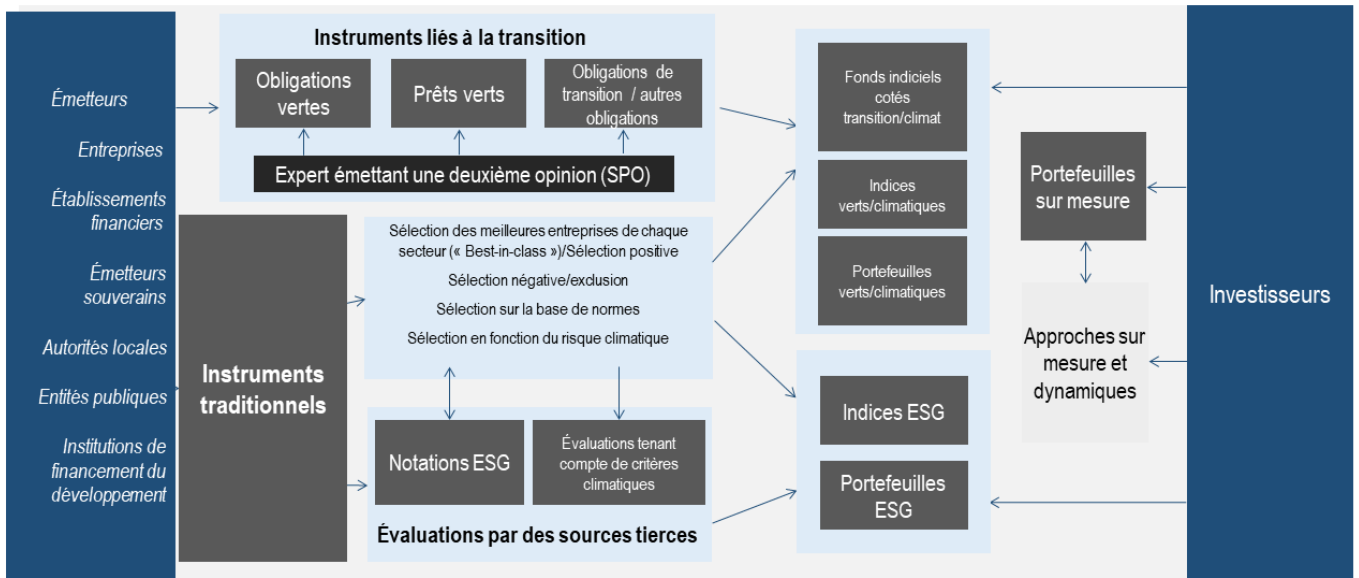 Émetteurs
Entreprises
Établissements
financiers
Émetteurs
souverains
Autorités locales
Entités publiques
Institutions de
financement du
développement
Instruments liés à la transition
Obligations
vertes
Prêts verts
Obligations de
transition / autres
obligations
Expert émettant une deuxième opinion (SPO)
Instruments
traditionnels
Sélection des meilleures entreprises de chaque
secteur (« Best-in-class »)/Sélection positive
Sélection négative/exclusion
Sélection sur la base de normes
Sélection en fonction du risque climatique
Notations ESG
Évaluations tenant
compte de critères
climatiques
Évaluations par des sources tierces
Fonds indiciels
cotés
transition/climat
Indices
verts/climatiques
Portefeuilles
verts/climatiques
Indices ESG
Portefeuilles
ESG
Portefeuilles
sur mesure
Approches sur
mesure et
dynamiques
Investisseurs